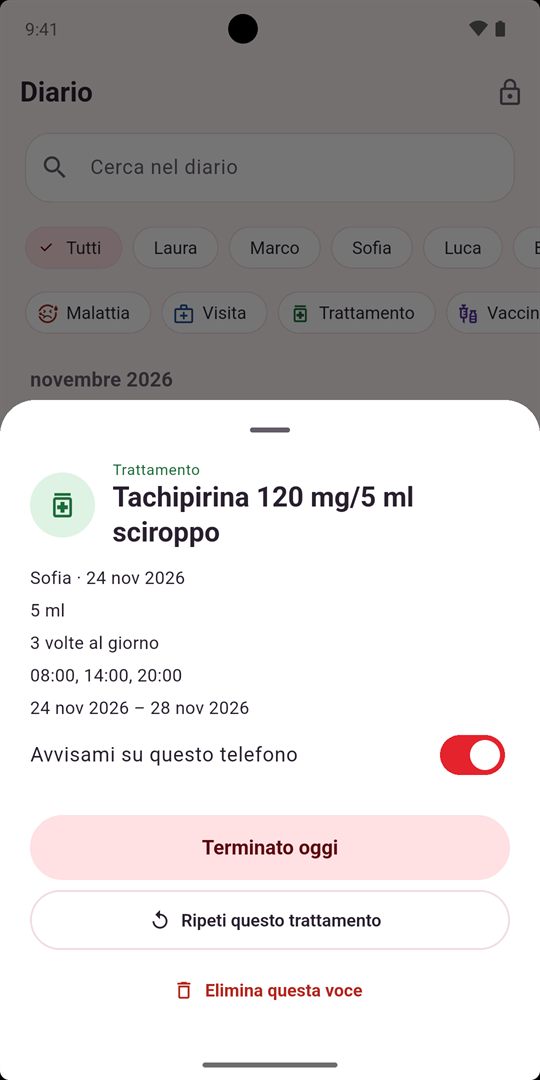 9:41
Diario
Cerca nel diario
Tutti
Laura
Marco
Sofia
Luca
Malattia
Visita
Trattamento
Vaccin
novembre 2026
Trattamento
Tachipirina 120 mg/5 ml
sciroppo
Sofia · 24 nov 2026
5 ml
3 volte al giorno
08:00, 14:00, 20:00
24 nov 2026 – 28 nov 2026
Avvisami su questo telefono
Terminato oggi
Ripeti questo trattamento
Elimina questa voce